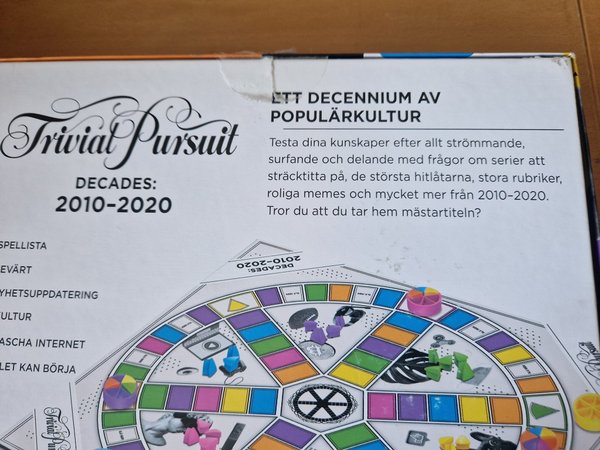 Trivial Pursuit
DECADES:
2010–2020
ETT DECENNIUM AV
POPULÄRKULTUR
Testa dina kunskaper efter allt strömmande,
surfande och delande med frågor om serier att
sträcktitta på, de största hitlåtarna, stora rubriker,
roliga memes och mycket mer från 2010–2020.
Tror du att du tar hem mästartiteln?
SPELLISTA
EVÄRT
YHETSUPPDATERING
ULTUR
ASCHA INTERNET
LET KAN BÖRJA
DECADES:
2010–2020
Trivial